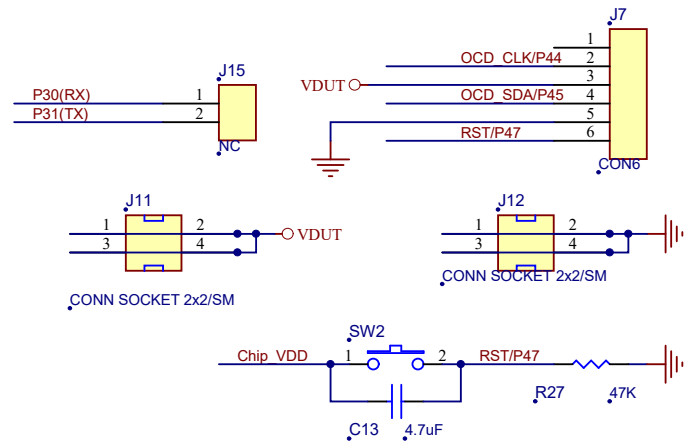 J7
1
OCD_CLK/P44
2
VDUT
3
OCD_SDA/P45
4
5
RST/P47
6
CON6
J15
P30(RX)
1
P31(TX)
2
NC
J11
1
2
3
4
VDUT
CONN SOCKET 2x2/SM
J12
1
2
3
4
CONN SOCKET 2x2/SM
SW2
Chip_VDD
1
2
RST/P47
R27
47K
C13
4.7uF